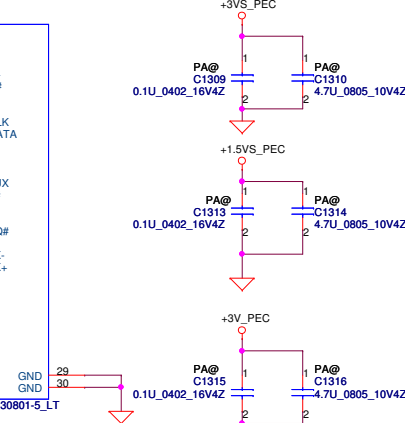 +3VS_PEC
1
1
PA@
PA@
C1309
C1310
0.1U_0402_16V4Z
4.7U_0805_10V4Z
2
2
LK
ATA
+1.5VS_PEC
1
1
PA@
PA@
C1313
C1314
0.1U_0402_16V4Z
4.7U_0805_10V4Z
2
2
+3V_PEC
1
1
PA@
PA@
C1315
C1316
0.1U_0402_16V4Z
4.7U_0805_10V4Z
2
2
GND 29
GND 30
30801-5_LT